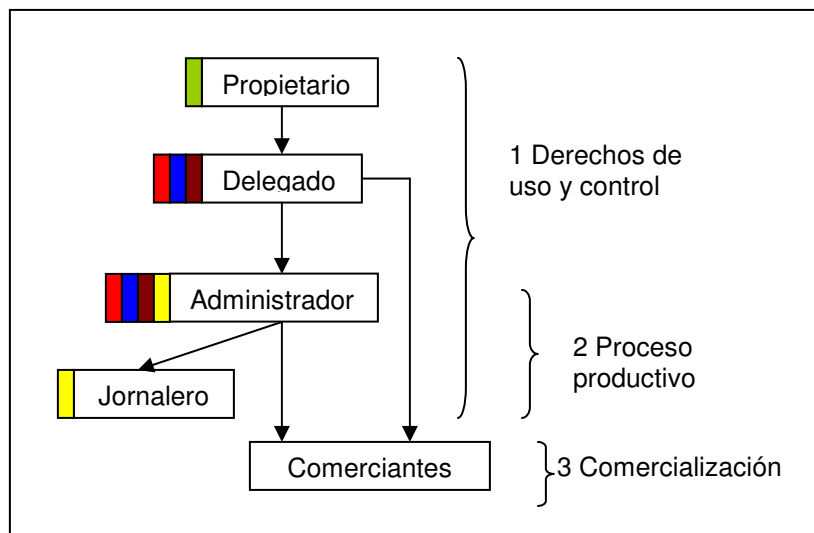 Propietario
1 Derechos de
uso y control
Delegado
Administrador
2 Proceso
productivo
Jornalero
Comerciantes
3 Comercialización